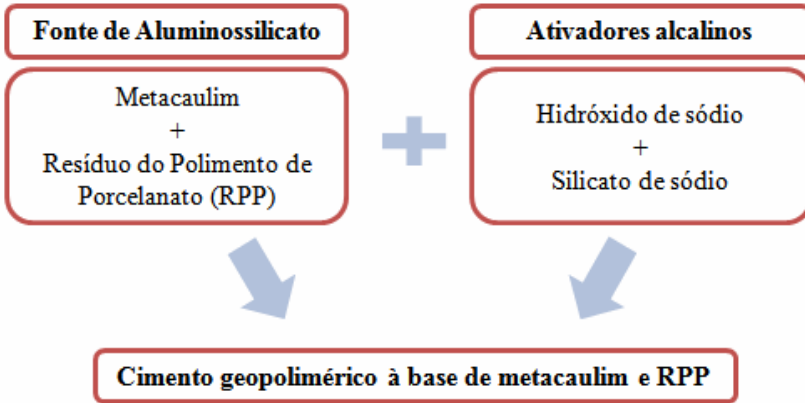 Fonte de Aluminossilicato
Metacaulim
+
Resíduo do Polimento de
Porcelanato (RPP)
Ativadores alcalinos
Hidróxido de sódio
+
Silicato de sódio
Cimento geopolimérico à base de metacaulim e RPP